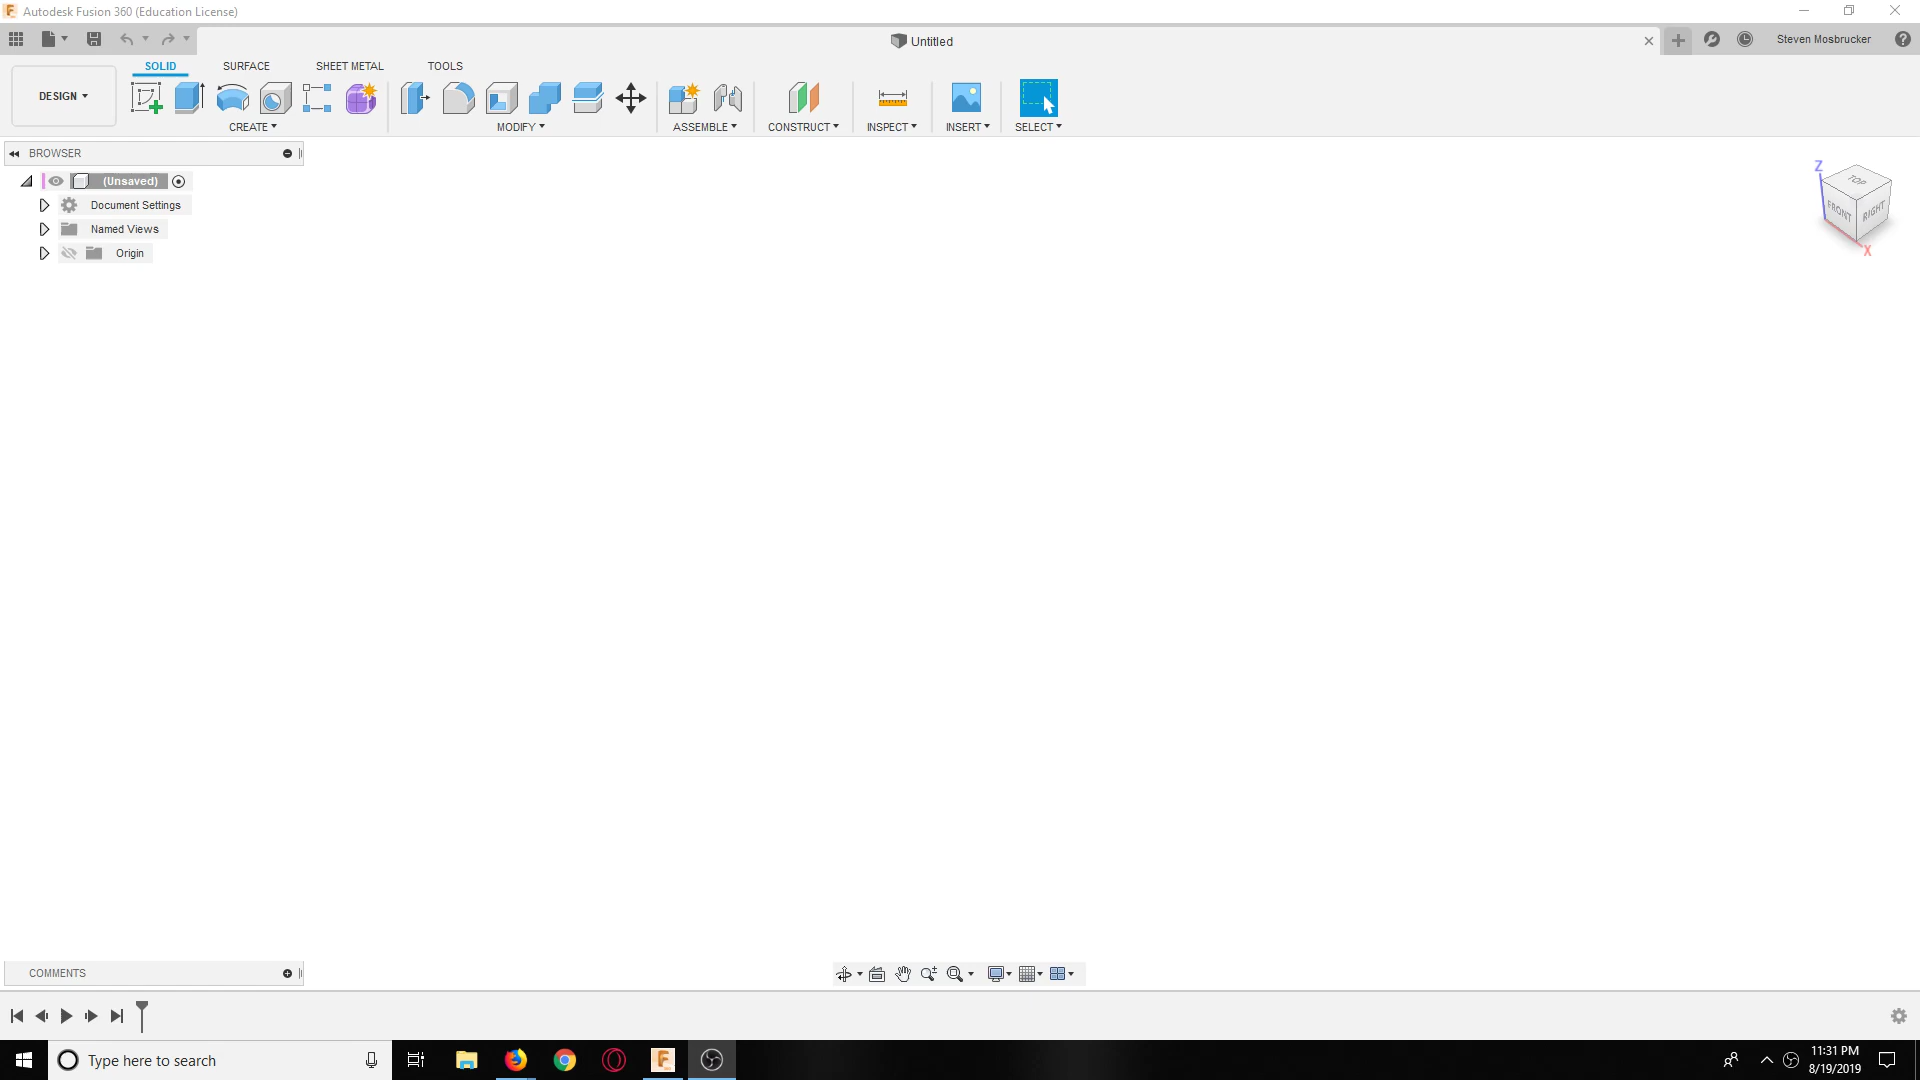 Autodesk Fusion 360 (Education License)
Untitled
Steven Mosbrucker
DESIGN
SOLID
SURFACE
SHEET METAL
TOOLS
CREATE
MODIFY
ASSEMBLE
CONSTRUCT
INSPECT
INSERT
SELECT
BROWSER
(Unsaved)
Document Settings
Named Views
Origin
Z
TOP
FRONT
RIGHT
X
COMMENTS
Type here to search
11:31 PM
8/19/2019